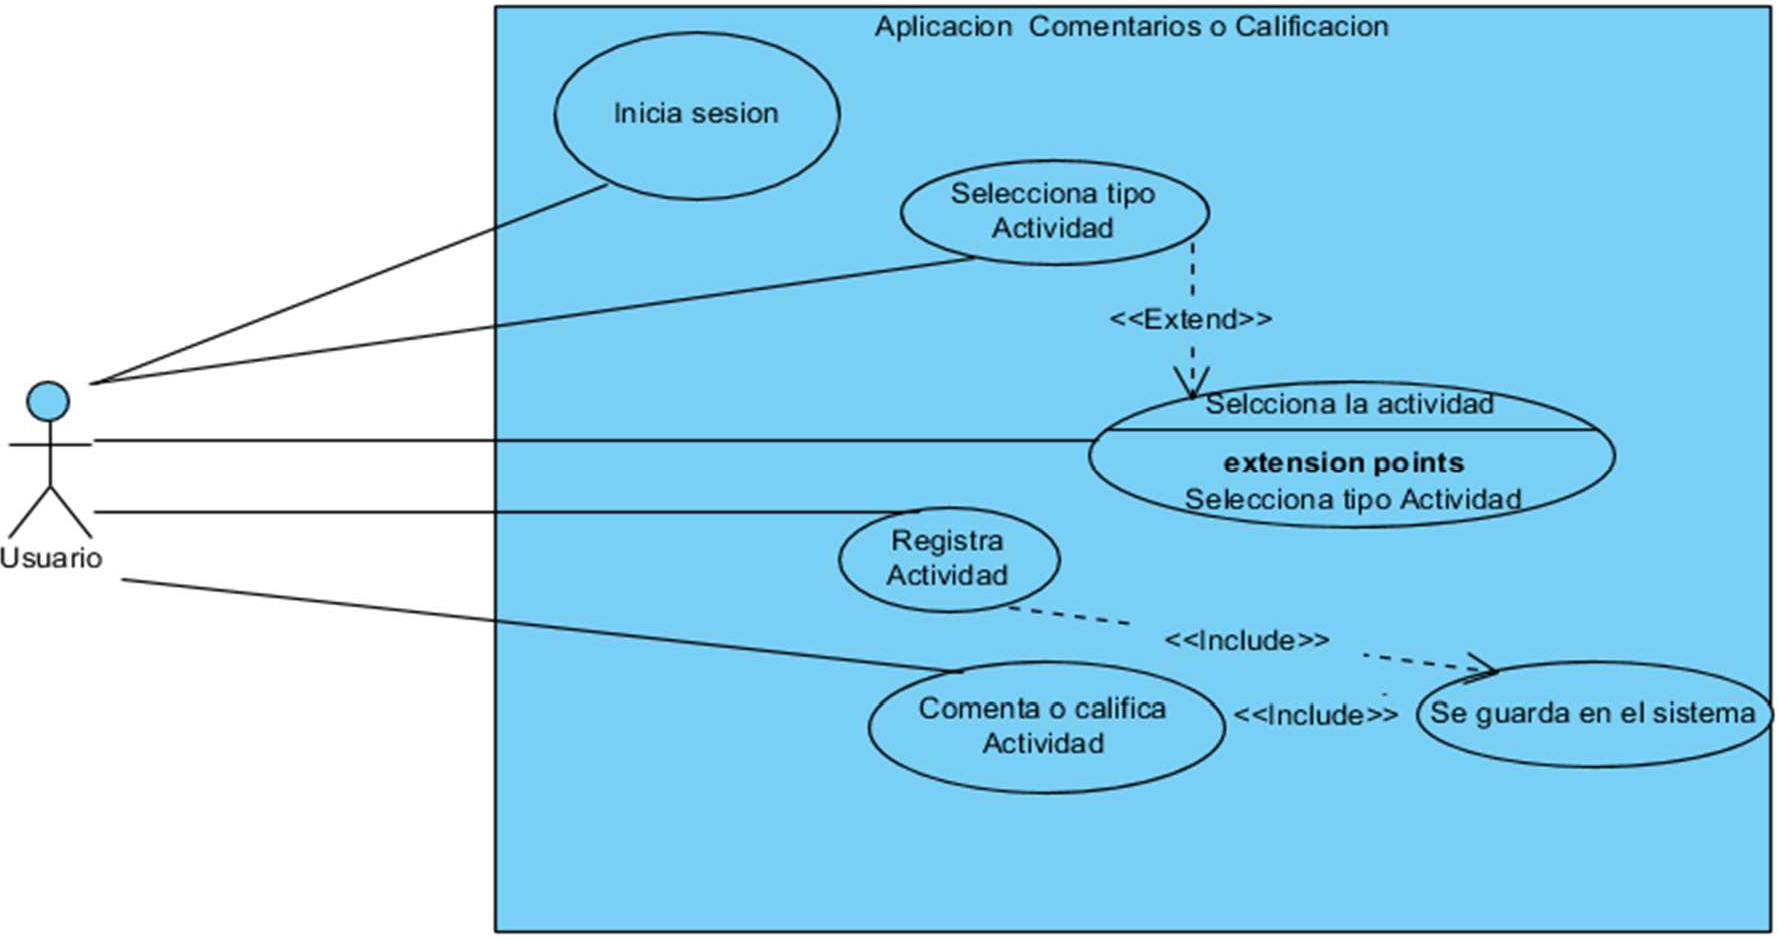 Aplicacion Comentarios o Calificacion
Inicia sesion
Selecciona tipo
Actividad
<<Extend>>
Selcciona la actividad
extension points
Selecciona tipo Actividad
Registra
Actividad
Usuario
<<Include>>
Comenta o califica
Actividad
<<Include>>
Se guarda en el sistema